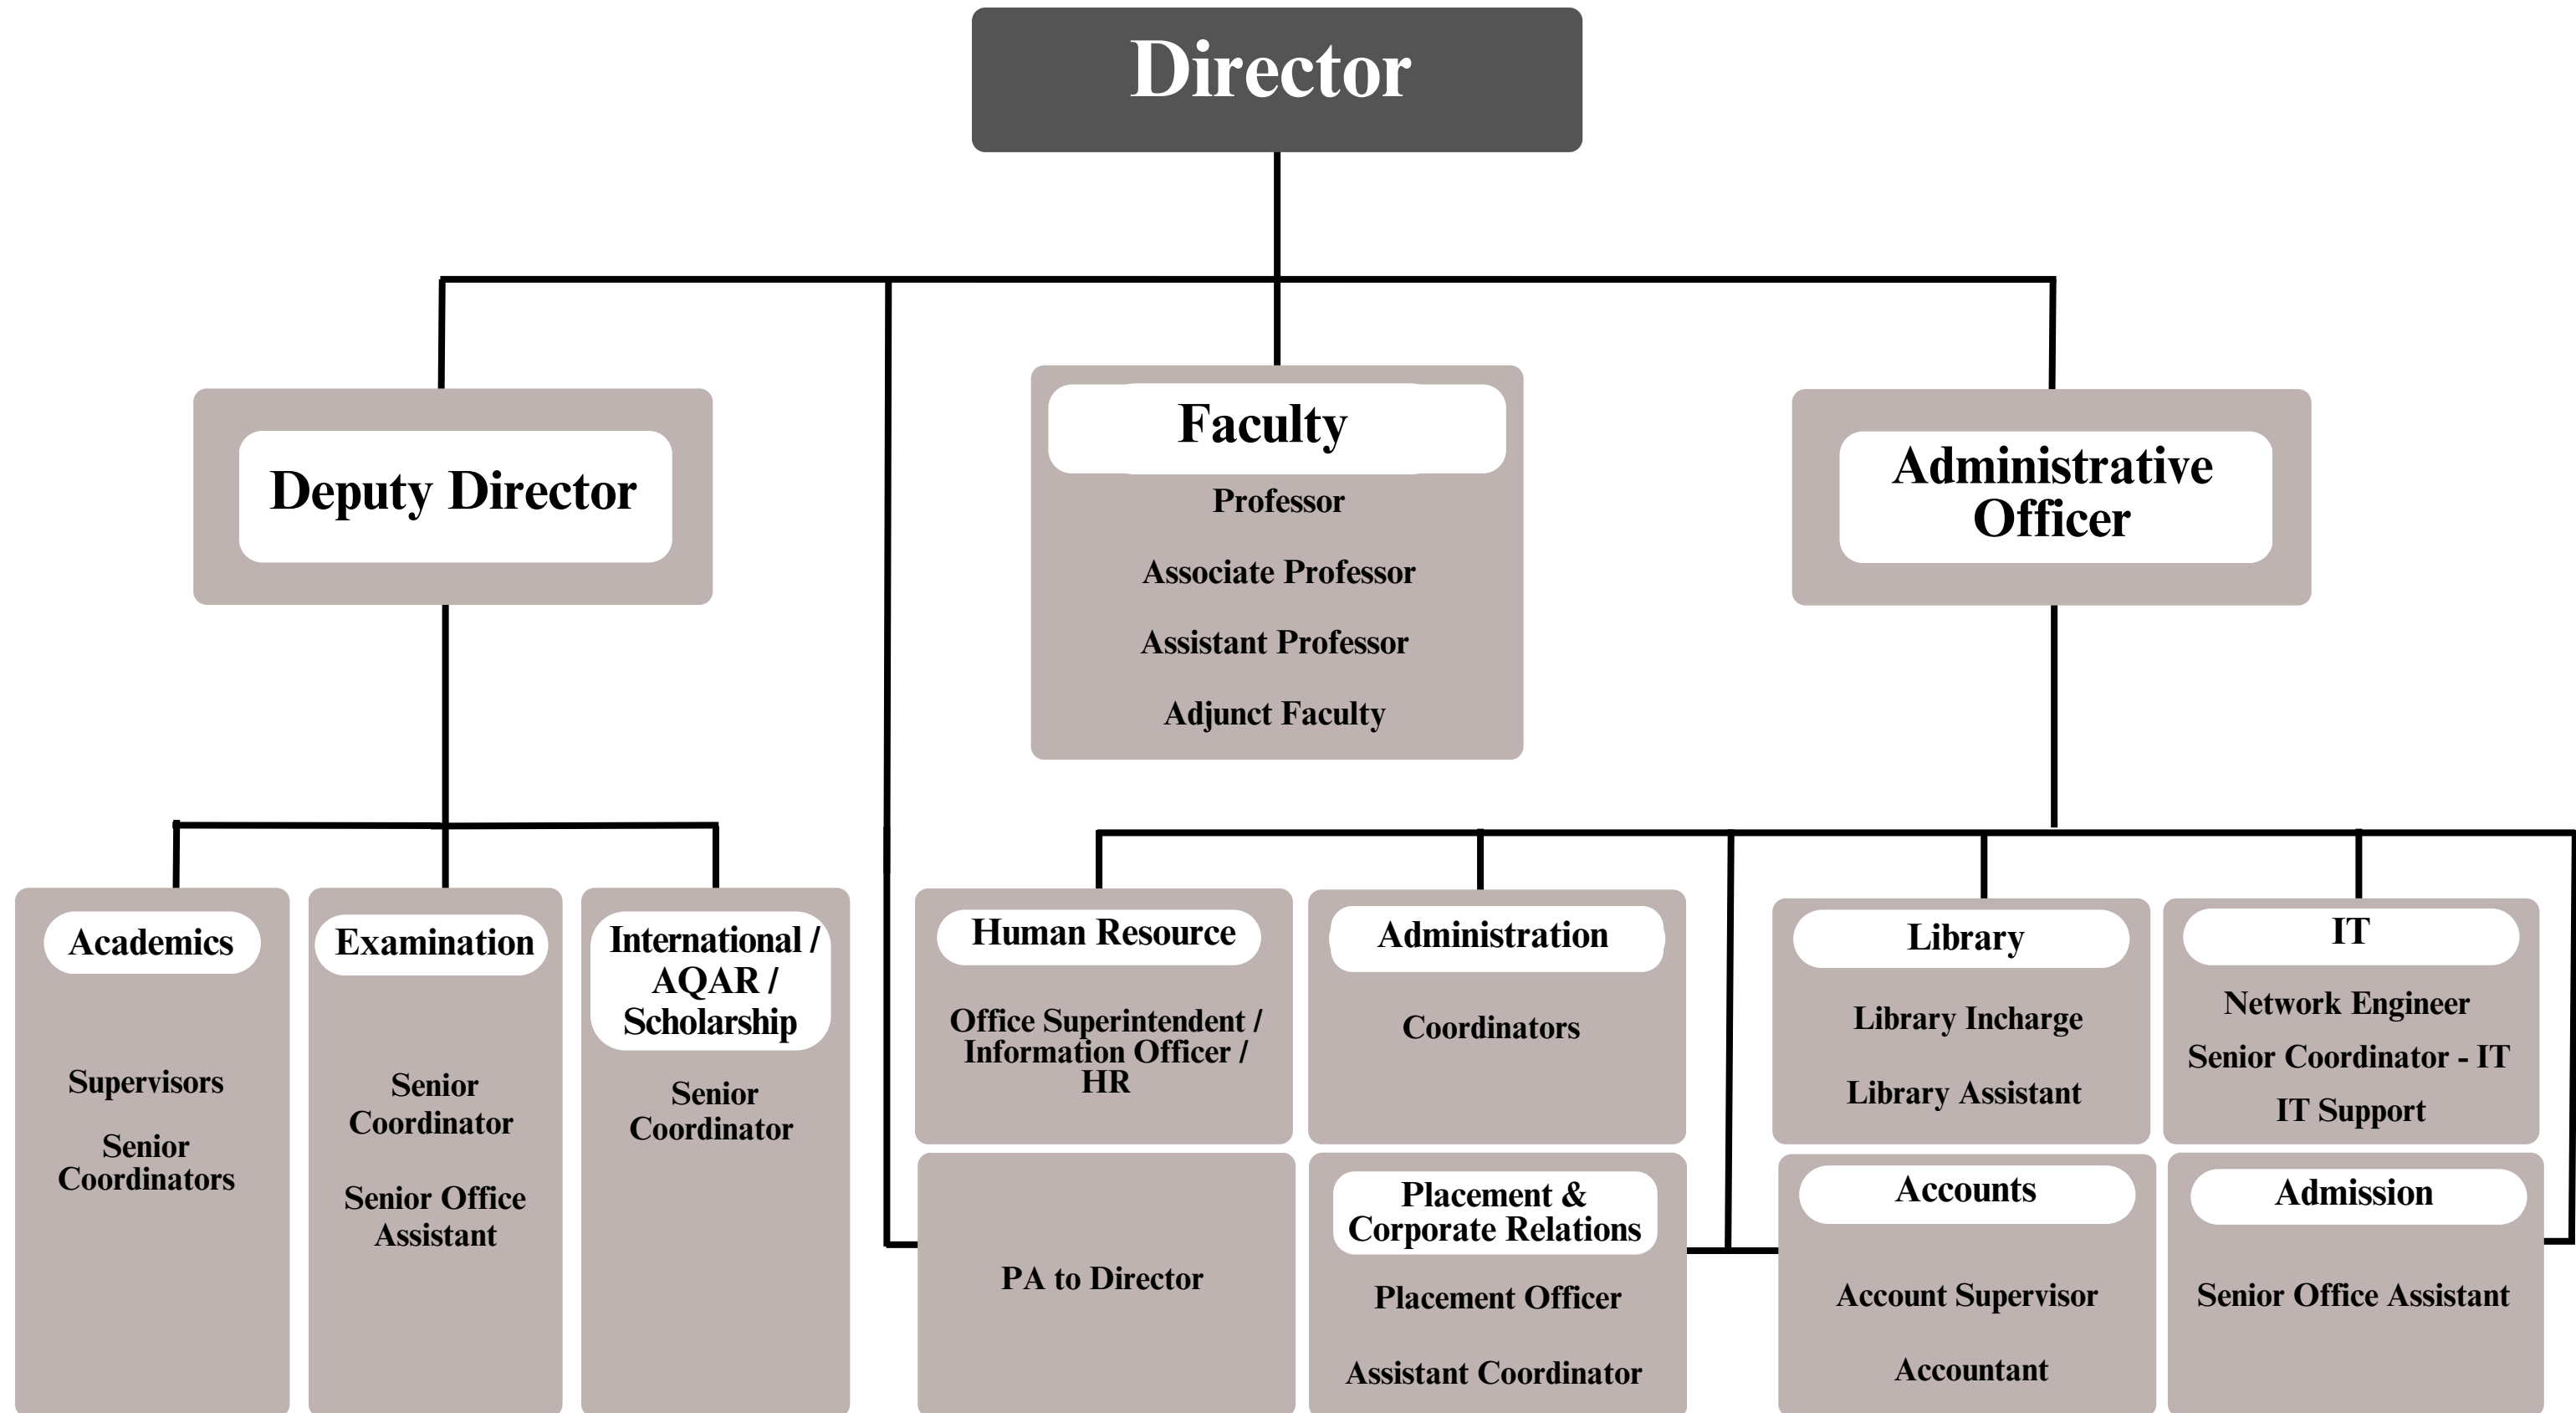 Director
Deputy Director
Faculty
Professor
Associate Professor
Assistant Professor
Adjunct Faculty
Administrative
Officer
Academics
Supervisors
Senior
Coordinators
Examination
Senior
Coordinator
Senior Office
Assistant
International /
AQAR /
Scholarship
Senior
Coordinator
Human Resource
Office Superintendent /
Information Officer /
HR
Administration
Coordinators
Library
Library Incharge
Library Assistant
IT
Network Engineer
Senior Coordinator - IT
IT Support
PA to Director
Placement &
Corporate Relations
Placement Officer
Assistant Coordinator
Accounts
Account Supervisor
Accountant
Admission
Senior Office Assistant